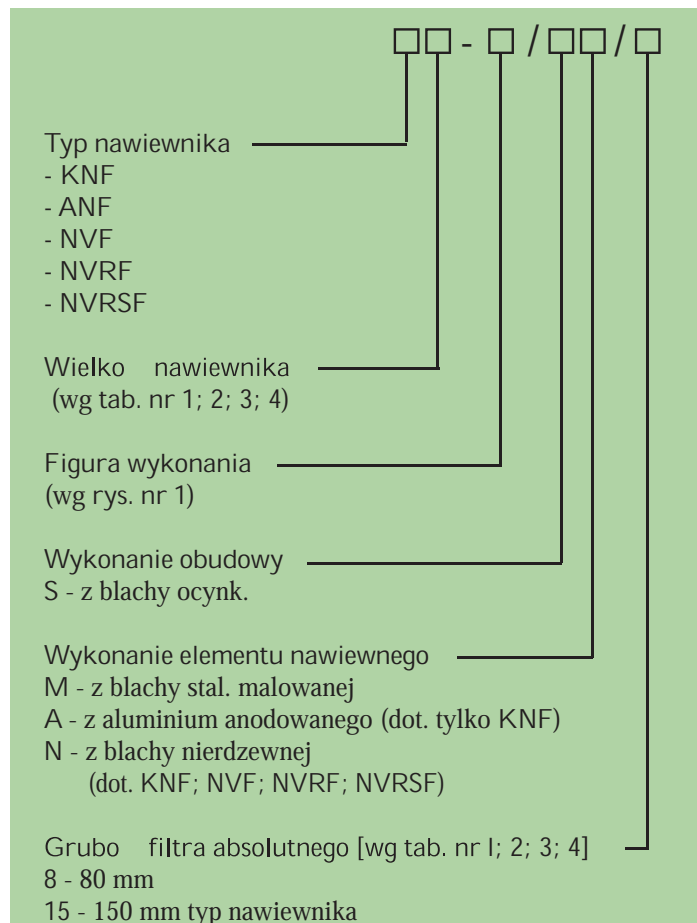 □□ - □ / □□ / □
Typ nawiewnika
- KNF
- ANF
- NVF
- NVRF
- NVRSF
Wielko nawiewnika
(wg tab. nr 1; 2; 3; 4)
Figura wykonania
(wg rys. nr 1)
Wykonanie obudowy
S - z blachy ocynk.
Wykonanie elementu nawiewnego
M - z blachy stal. malowanej
A - z aluminium anodowanego (dot. tylko KNF)
N - z blachy nierdzewnej
(dot. KNF; NVF; NVRF; NVRSF)
Grubo filtra absolutnego [wg tab. nr I; 2; 3; 4]
8 - 80 mm
15 - 150 mm typ nawiewnika